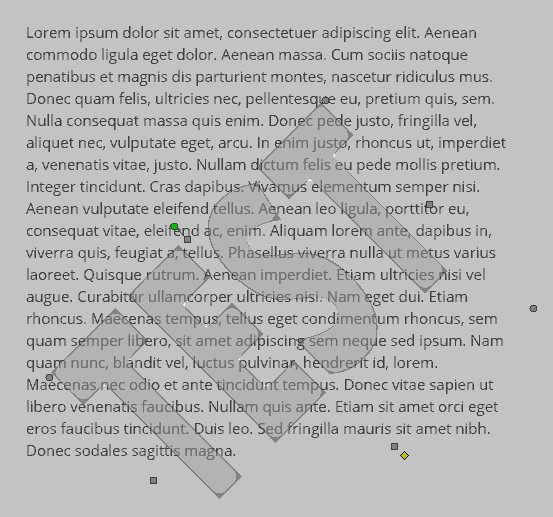 Lorem ipsum dolor sit amet, consectetuer adipiscing elit. Aenean
commodo ligula eget dolor. Aenean massa. Cum sociis natoque
penatibus et magnis dis parturient montes, nascetur ridiculus mus.
Donec quam felis, ultricies nec, pellentesque eu, pretium quis, sem.
Nulla consequat massa quis enim. Donec pede justo, fringilla vel,
aliquet nec, vulputate eget, arcu. In enim justo, rhoncus ut, imperdiet
a, venenatis vitae, justo. Nullam dictum felis eu pede mollis pretium.
Integer tincidunt. Cras dapibus. Vivamus elementum semper nisi.
Aenean vulputate eleifend tellus. Aenean leo ligula, porttitor eu,
consequat vitae, eleifend ac, enim. Aliquam lorem ante, dapibus in,
viverra quis, feugiat a, tellus. Phasellus viverra nulla ut metus varius
laoreet. Quisque rutrum. Aenean imperdiet. Etiam ultricies nisi vel
augue. Curabitur ullamcorper ultricies nisi. Nam eget dui. Etiam
rhoncus. Maecenas tempus, tellus eget condimentum rhoncus, sem
quam semper libero, sit amet adipiscing sem neque sed ipsum. Nam
quam nunc, blandit vel, luctus pulvinar, hendrerit id, lorem.
Maecenas nec odio et ante tincidunt tempus. Donec vitae sapien ut
libero venenatis faucibus. Nullam quis ante. Etiam sit amet orci eget
eros faucibus tincidunt. Duis leo. Sed fringilla mauris sit amet nibh.
Donec sodales sagittis magna.
TEST